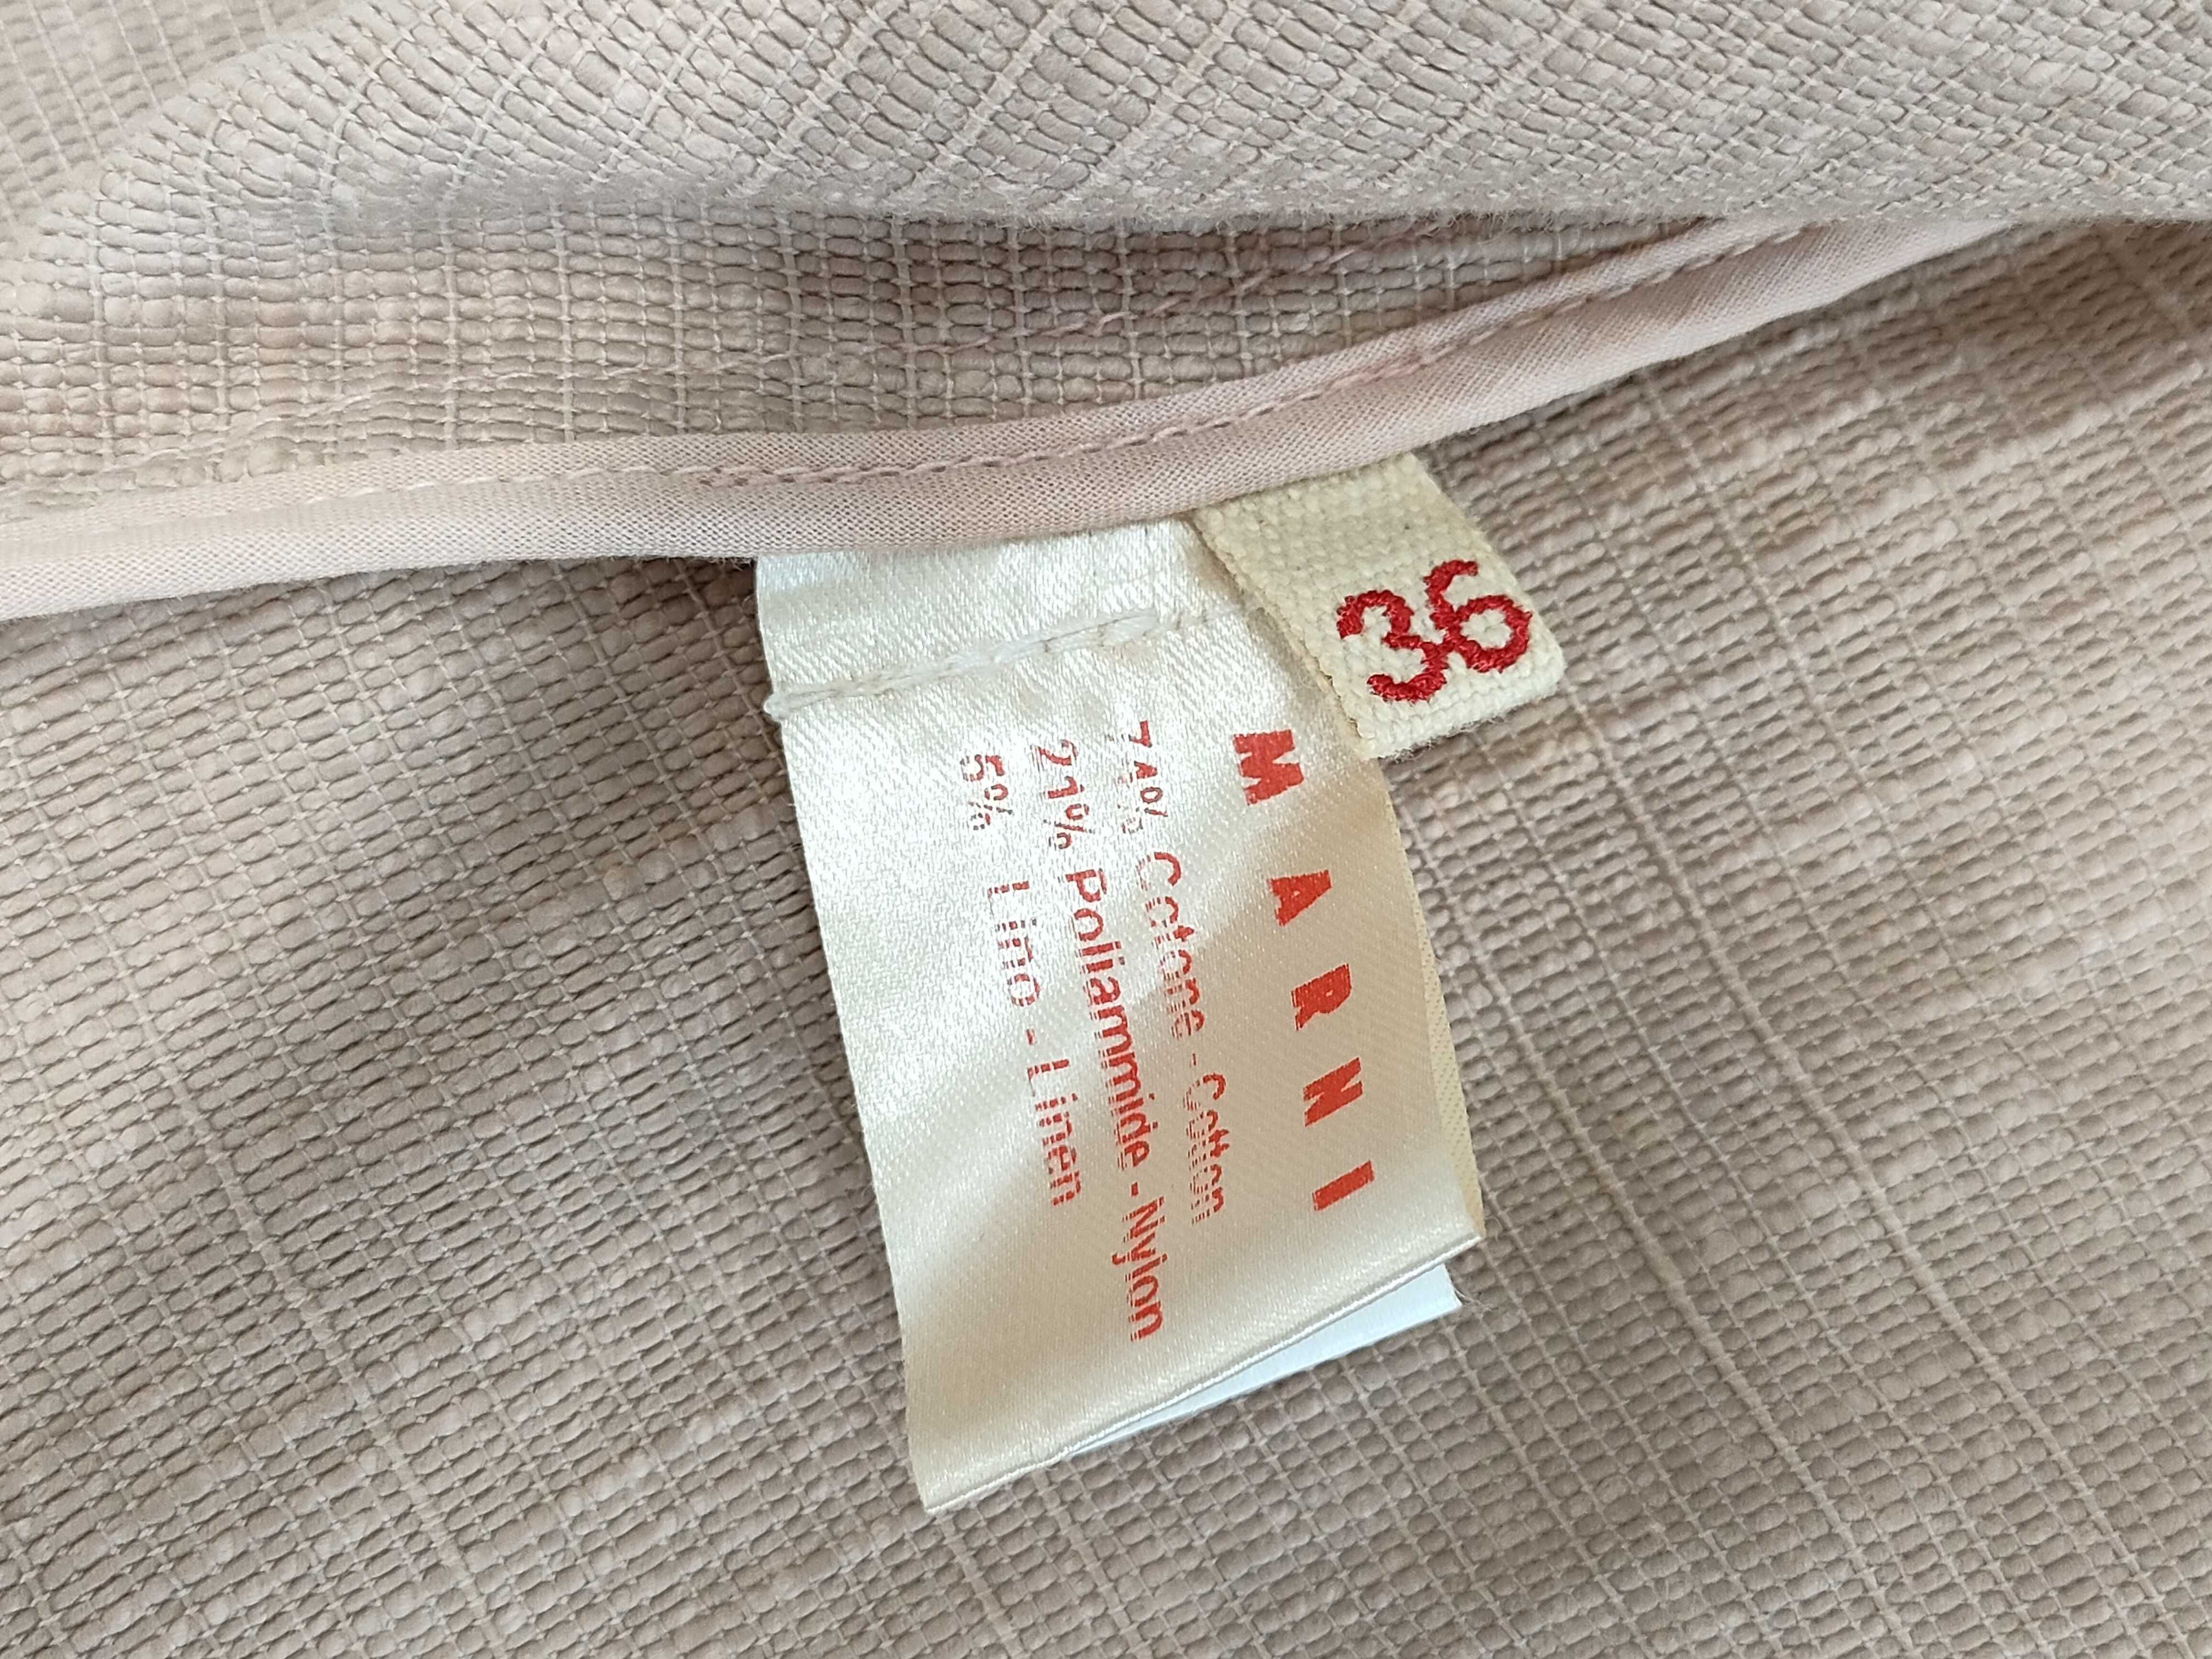 36
MARNI
74% Cotone - Cotton
21% Poliammide - Nylon
5% Lino - Linen